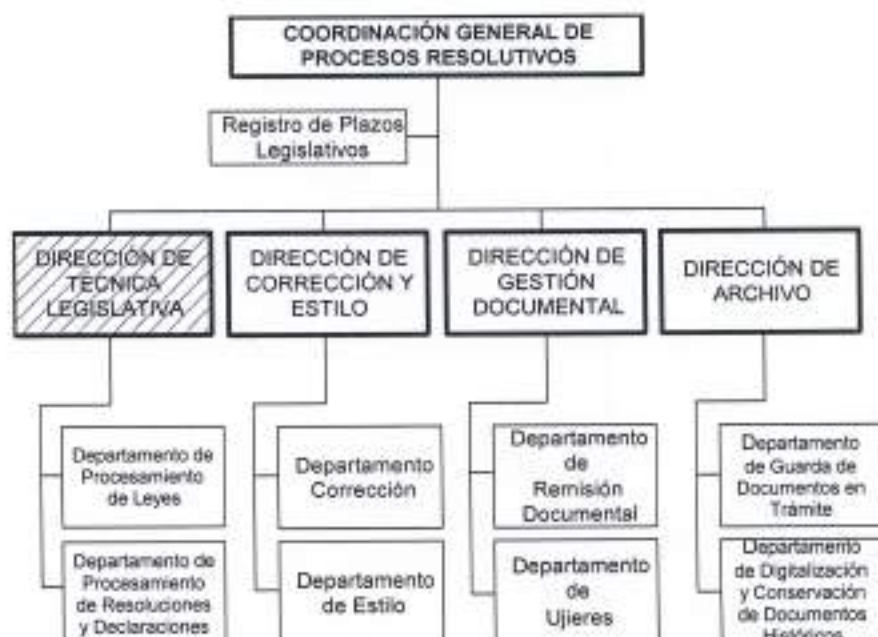 COORDINACIÓN GENERAL DE
PROCESOS RESOLUTIVOS
Registro de Plazos
Legislativos
DIRECCIÓN DE
TÉCNICA
LEGISLATIVA
DIRECCIÓN DE
CORRECCIÓN Y
ESTILO
DIRECCIÓN DE
GESTIÓN
DOCUMENTAL
DIRECCIÓN DE
ARCHIVO
Departamento de
Procesamiento
de Leyes
Departamento
Corrección
Departamento
de
Remisión
Documental
Departamento
de Guarda de
Documentos en
Trámite
Departamento de
Procesamiento
de Resoluciones
y Declaraciones
Departamento
de Estilo
Departamento
de
Ujieres
Departamento
de Digitalización
y Conservación
de Documentos
Históricos